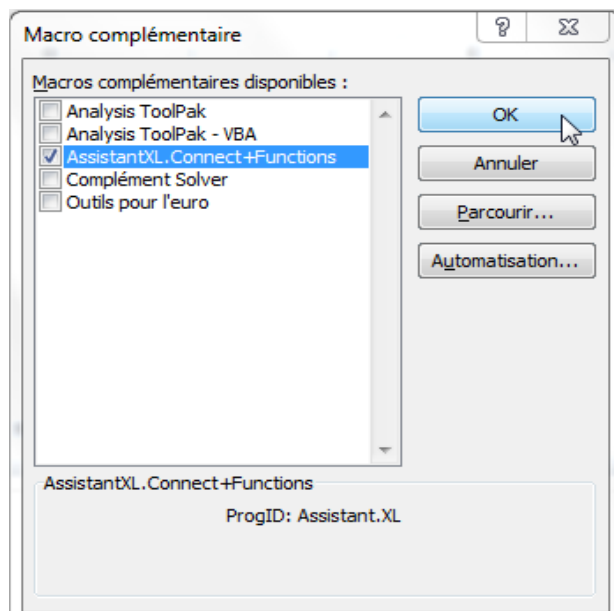 Macro complémentaire
Macros complémentaires disponibles :
Analysis ToolPak
Analysis ToolPak - VBA
AssistantXL.Connect+Functions
Complément Solver
Outils pour l'euro
OK
Annuler
Parcourir...
Automatisation...
AssistantXL.Connect+Functions
ProgID: Assistant.XL